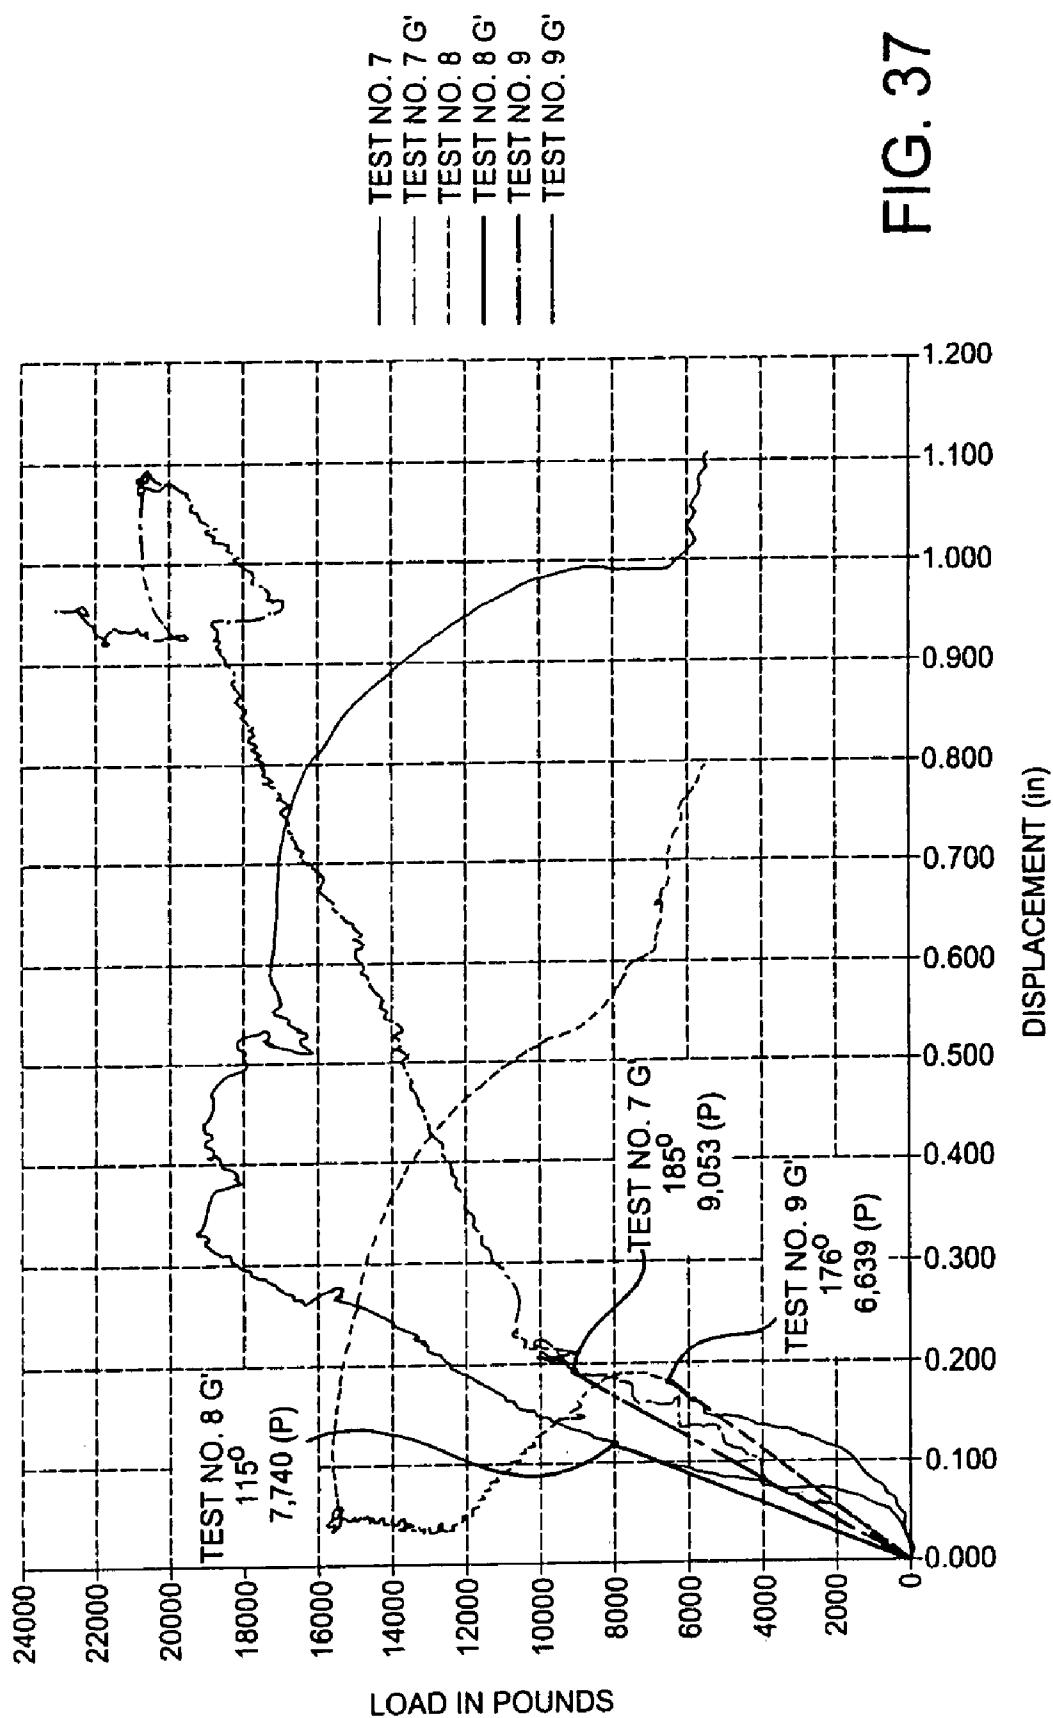 TEST NO. 7
TEST NO. 7 G'
TEST NO. 8
TEST NO. 8 G'
TEST NO. 9
TEST NO. 9 G'
FIG. 37
LOAD IN POUNDS
24000
22000
20000
18000
16000
14000
12000
10000
8000
6000
4000
2000
0
TEST NO. 8 G'
115°
7,740 (P)
TEST NO. 7 G'
185°
9,053 (P)
TEST NO. 9 G'
176°
6,639 (P)
0.000
0.100
0.200
0.300
0.400
0.500
0.600
0.700
0.800
0.900
1.000
1.100
1.200
DISPLACEMENT (in)